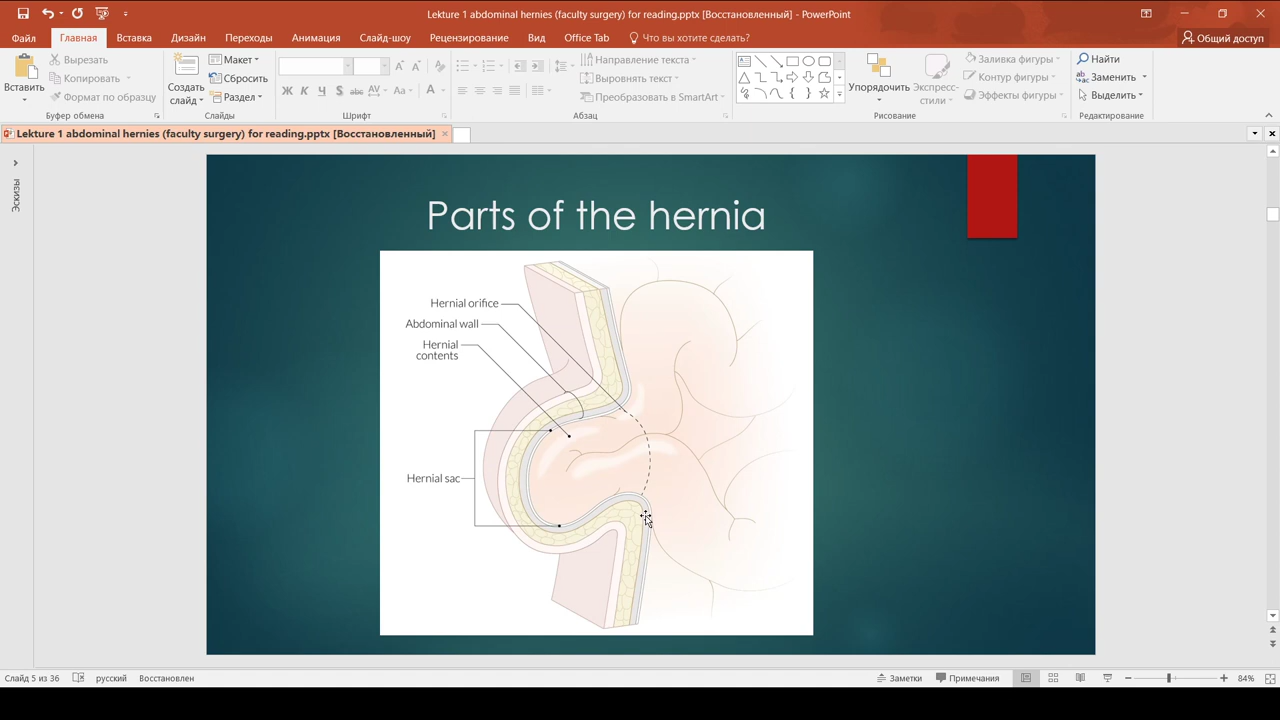 Lekture 1 abdominal hernies (faculty surgery) for reading.pptx [Восстановленный] - PowerPoint
Файл Главная Вставка Дизайн Переходы Анимация Слайд-шоу Рецензирование Вид Office Tab Что вы хотите сделать? Общий доступ
Вставить
Вырезать
Копировать
Формат по образцу
Буфер обмена
Создать слайд
Макет
Сбросить
Раздел
Слайды
Ж К Ч S abc AV Aa А
Шрифт
Направление текста
Выровнять текст
Преобразовать в SmartArt
Абзац
Упорядочить
Экспресс-стили
Заливка фигуры
Контур фигуры
Эффекты фигуры
Рисование
Найти
Заменить
Выделить
Редактирование
Lekture 1 abdominal hernies (faculty surgery) for reading.pptx [Восстановленный]
Эскизы
Parts of the hernia
Hernial orifice
Abdominal wall
Hernial
contents
Hernial sac
Слайд 5 из 36 русский Восстановлен Заметки Примечания 84%